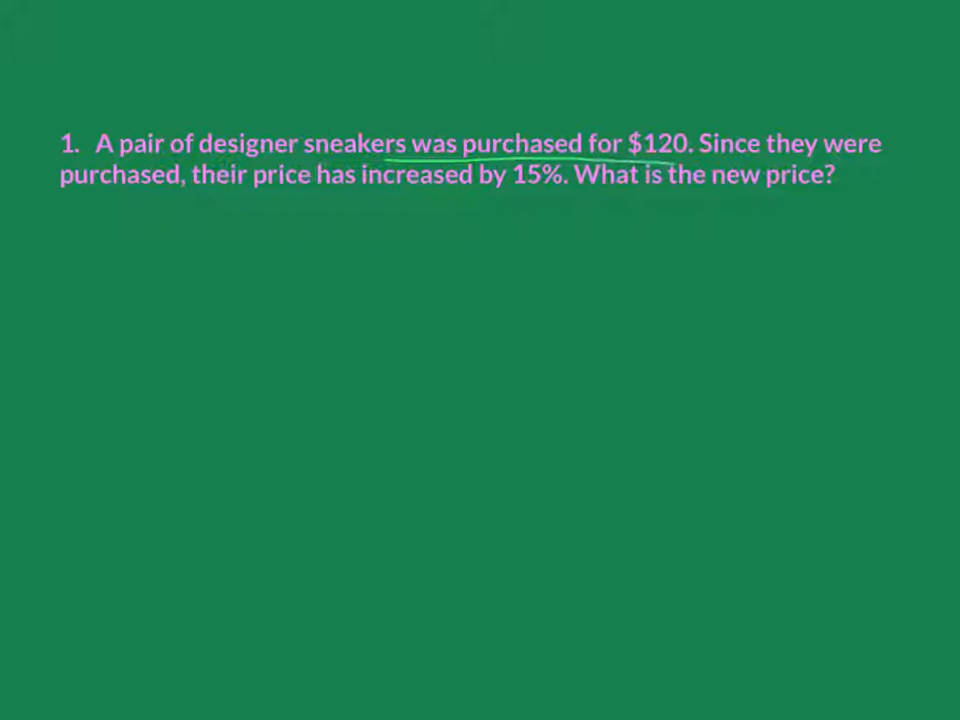 1. A pair of designer sneakers was purchased for $120. Since they were
purchased, their price has increased by 15%. What is the new price?